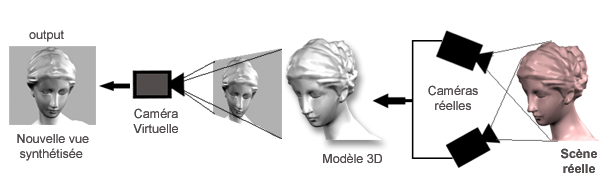 output
Nouvelle vue
synthétisée
Caméra
Virtuelle
Modèle 3D
Caméras
réelles
Scène
réelle